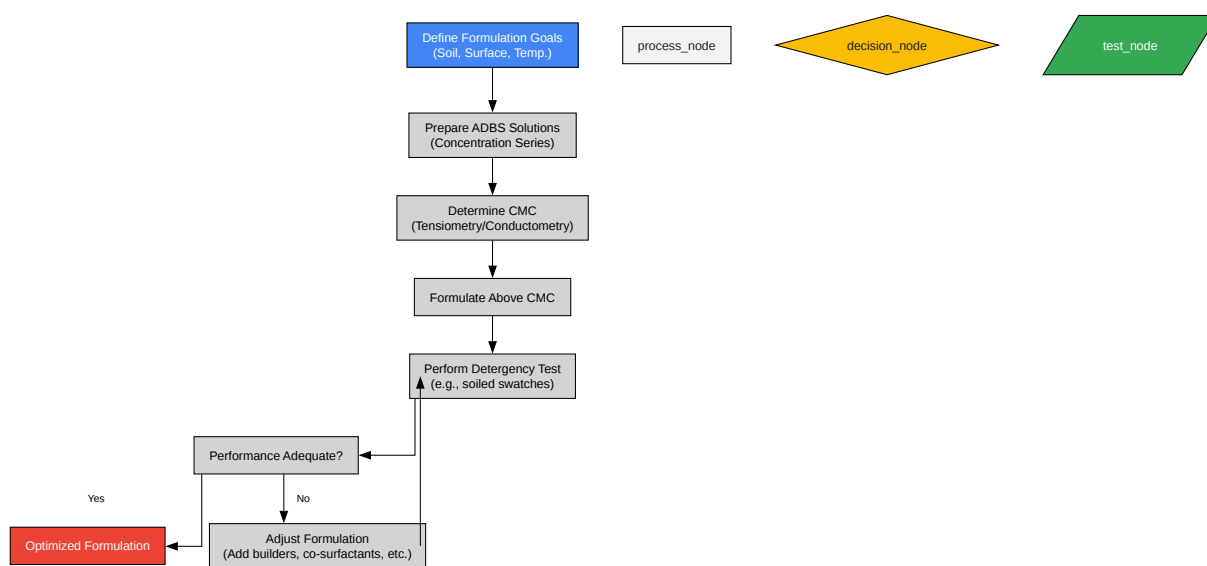 Define Formulation Goals
(Soil, Surface, Temp.)
process_node
decision_node
test_node
Prepare ADBS Solutions
(Concentration Series)
Determine CMC
(Tensiometry/Conductometry)
Formulate Above CMC
Perform Detergency Test
(e.g., soiled swatches)
Performance Adequate?
Yes
No
Optimized Formulation
Adjust Formulation
(Add builders, co-surfactants, etc.)